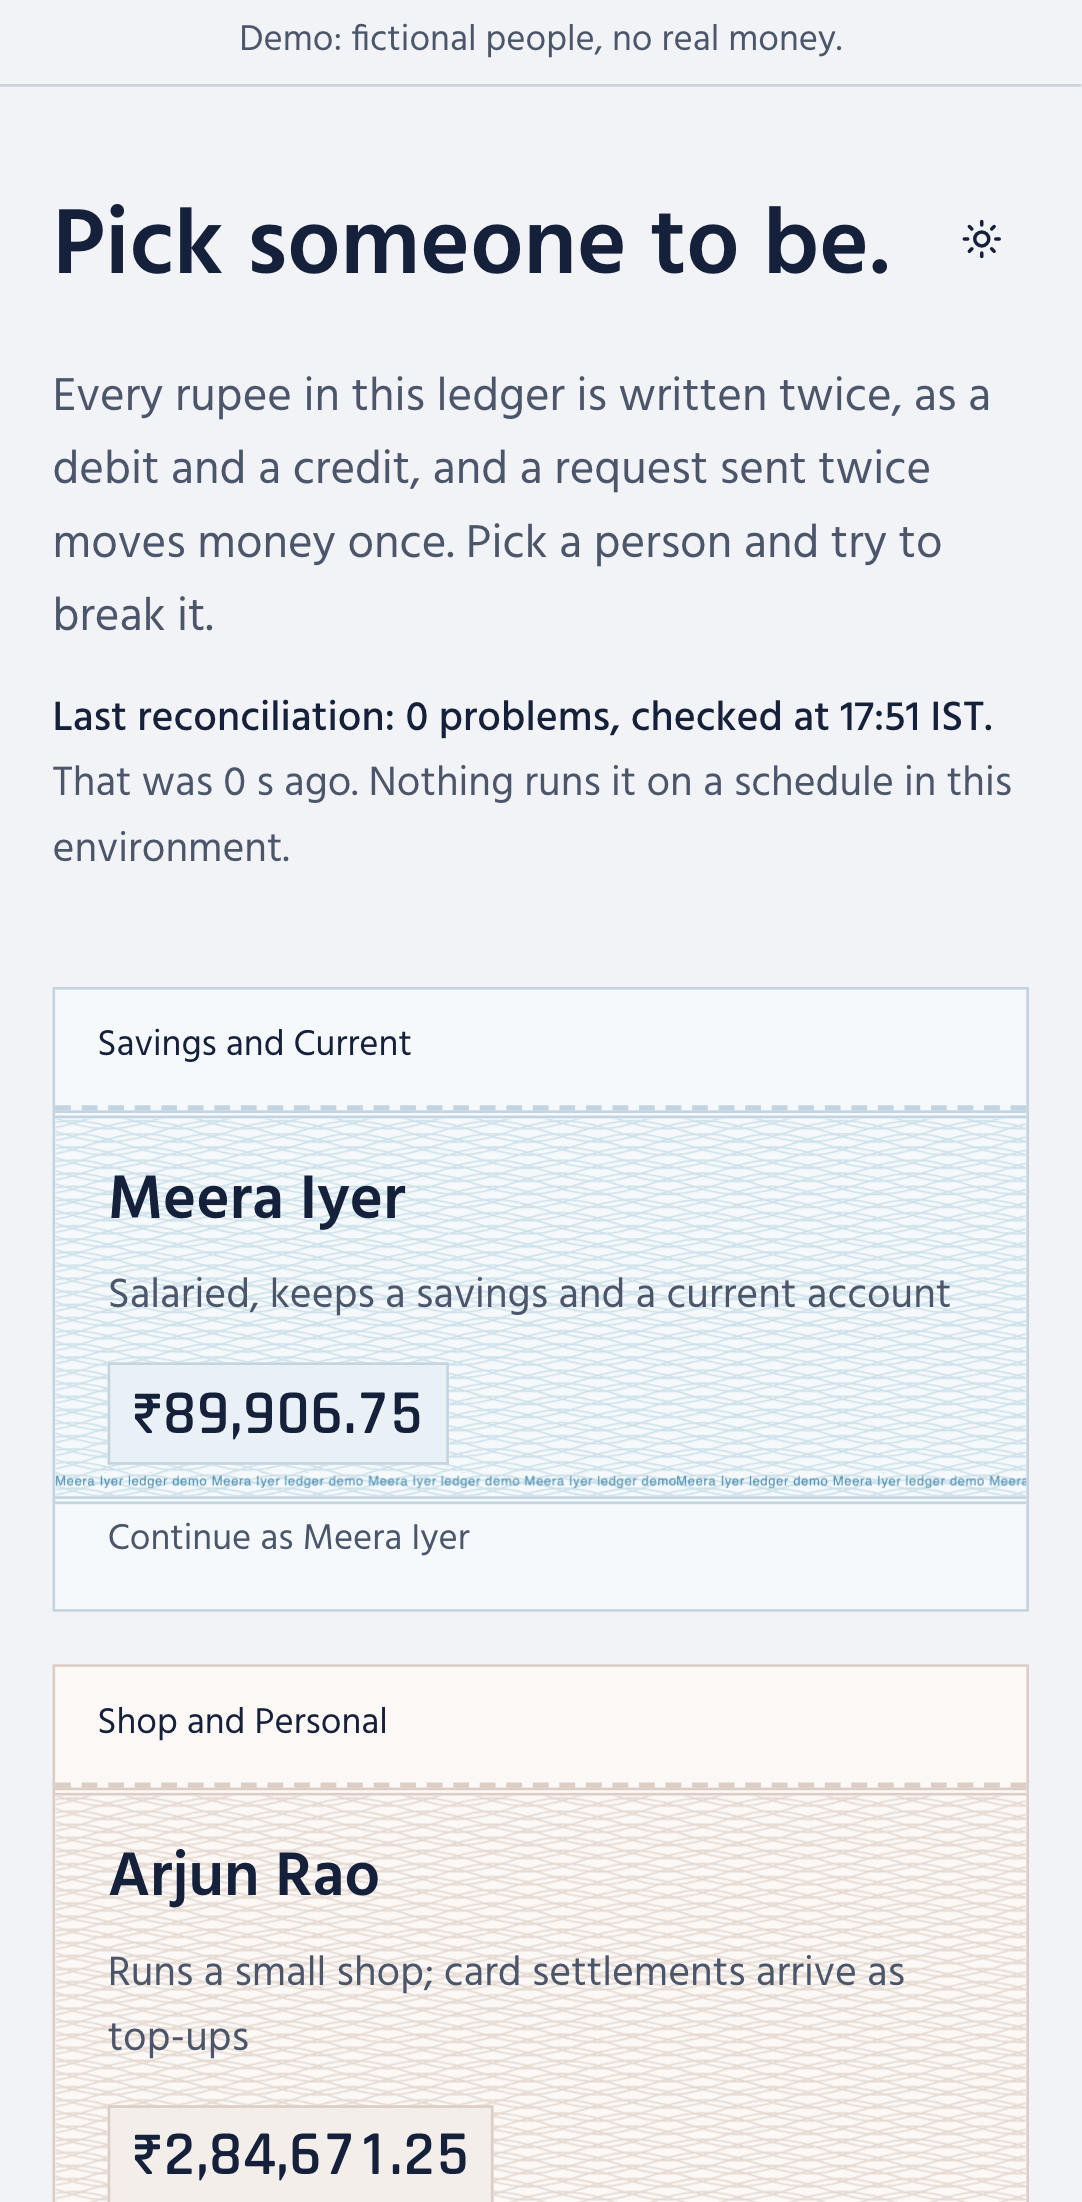 Demo: fictional people, no real money.
Pick someone to be.
Every rupee in this ledger is written twice, as a
debit and a credit, and a request sent twice
moves money once. Pick a person and try to
break it.
Last reconciliation: 0 problems, checked at 17:51 IST.
That was 0 s ago. Nothing runs it on a schedule in this
environment.
Savings and Current
Meera Iyer
Salaried, keeps a savings and a current account
₹89,906.75
Meera Iyer ledger demo Meera Iyer ledger demo Meera Iyer ledger demo Meera Iyer ledger demoMeera Iyer ledger demo Meera Iyer ledger demo Meera
Continue as Meera Iyer
Shop and Personal
Arjun Rao
Runs a small shop; card settlements arrive as
top-ups
₹2,84,671.25